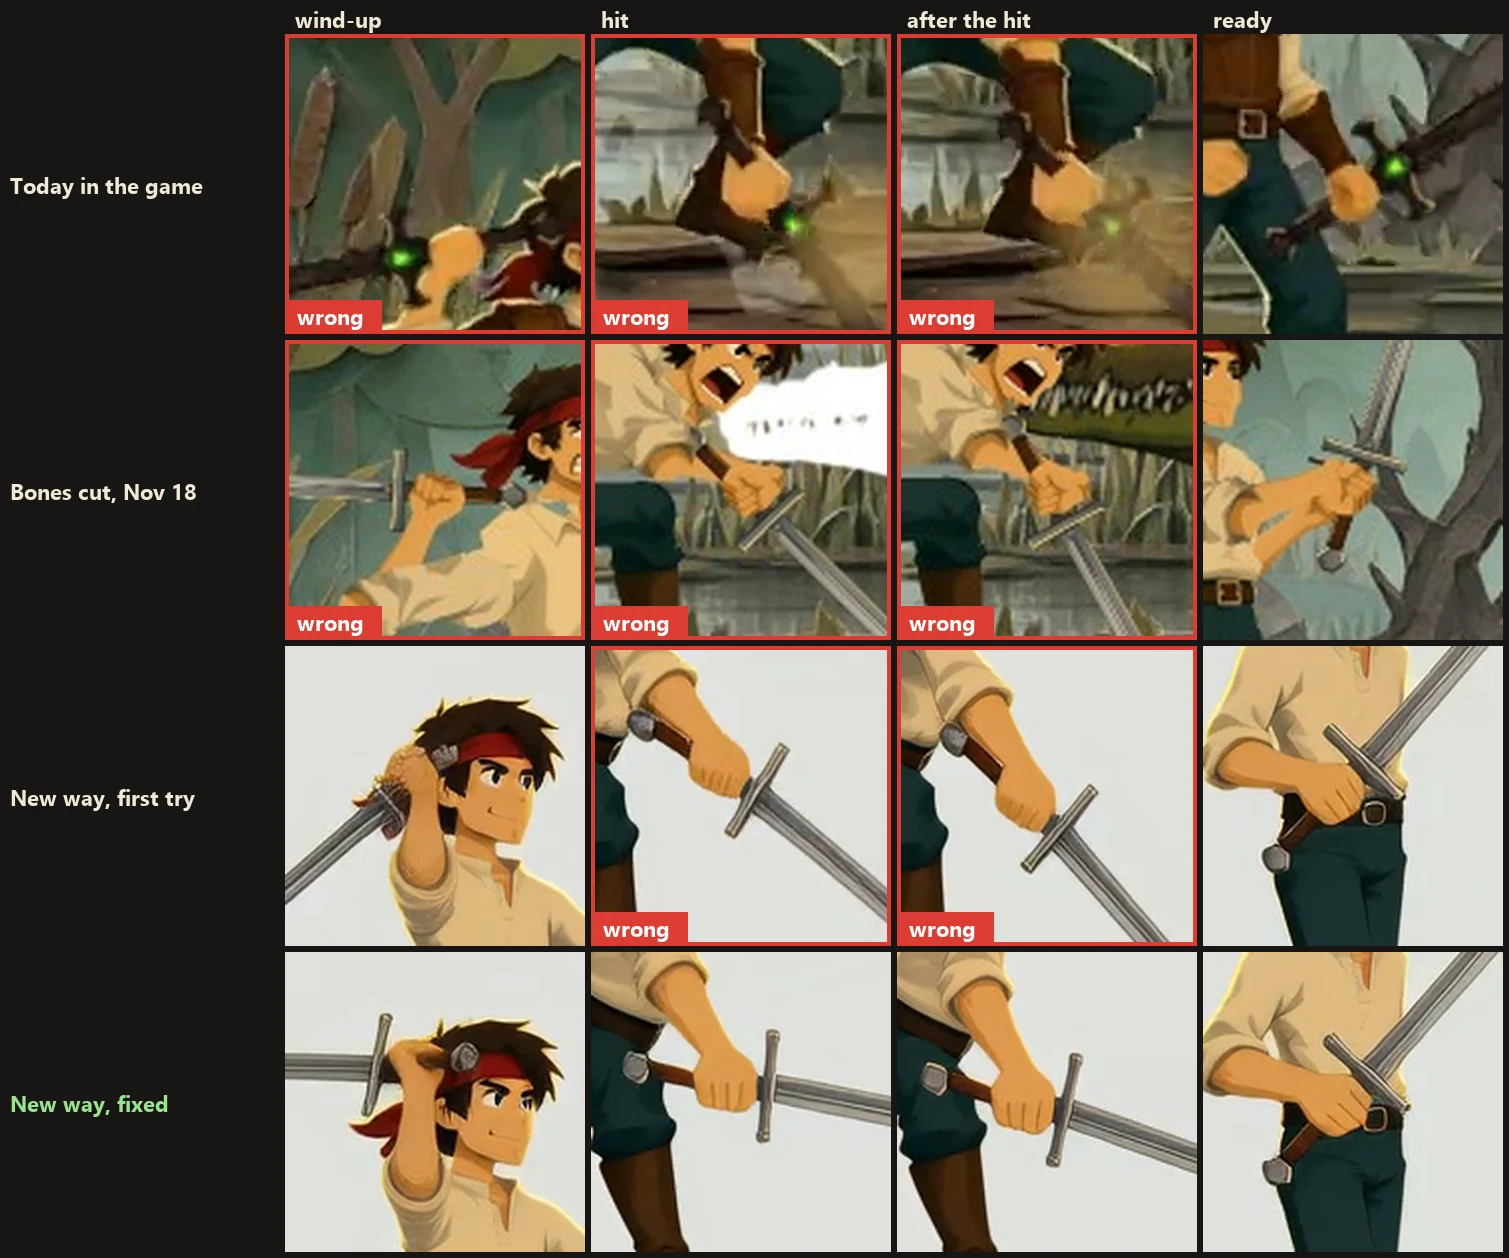 wind-up
hit
after the hit
ready
Today in the game
wrong
wrong
wrong
Bones cut, Nov 18
wrong
wrong
wrong
New way, first try
wrong
wrong
New way, fixed